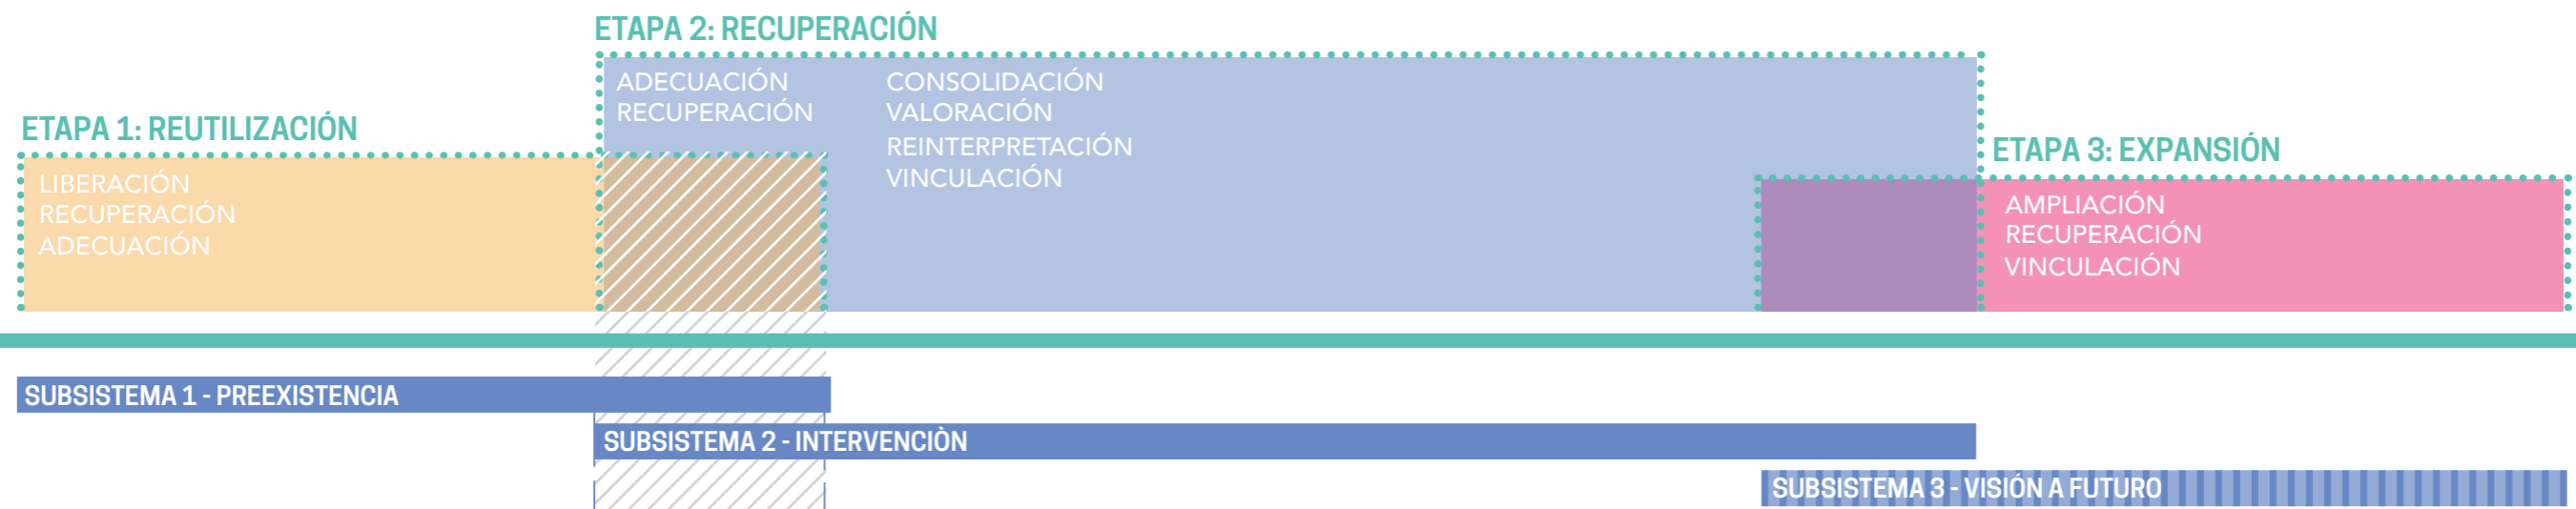 ETAPA 2: RECUPERACIÓN
ADECUACIÓN
RECUPERACIÓN
CONSOLIDACIÓN
VALORACIÓN
REINTERPRETACIÓN
VINCULACIÓN
ETAPA 1: REUTILIZACIÓN
LIBERACIÓN
RECUPERACIÓN
ADECUACIÓN
ETAPA 3: EXPANSIÓN
AMPLIACIÓN
RECUPERACIÓN
VINCULACIÓN
SUBSISTEMA 1 - PREEXISTENCIA
SUBSISTEMA 2 - INTERVENCIÒN
SUBSISTEMA 3 - VISIÓN A FUTURO